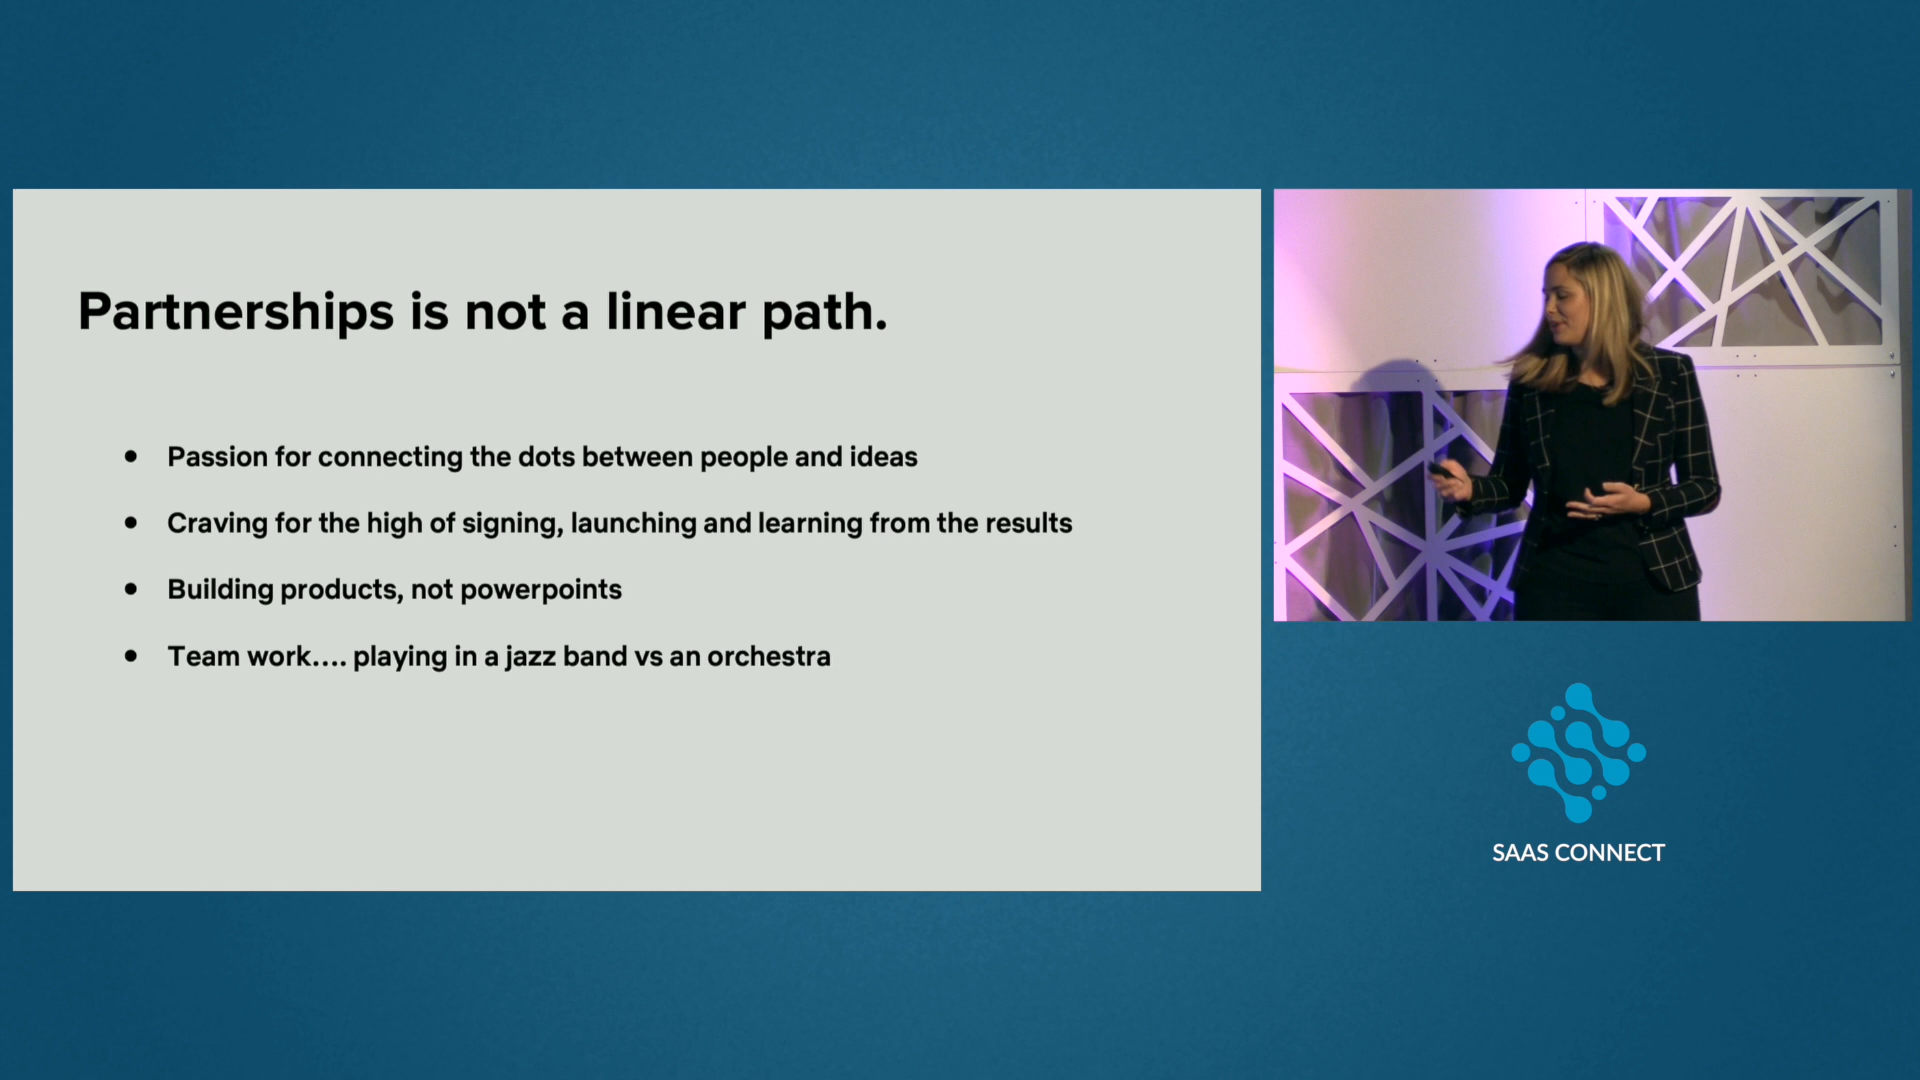 Partnerships is not a linear path.
• Passion for connecting the dots between people and ideas
• Craving for the high of signing, launching and learning from the results
• Building products, not powerpoints
• Team work.... playing in a jazz band vs an orchestra
SAAS CONNECT